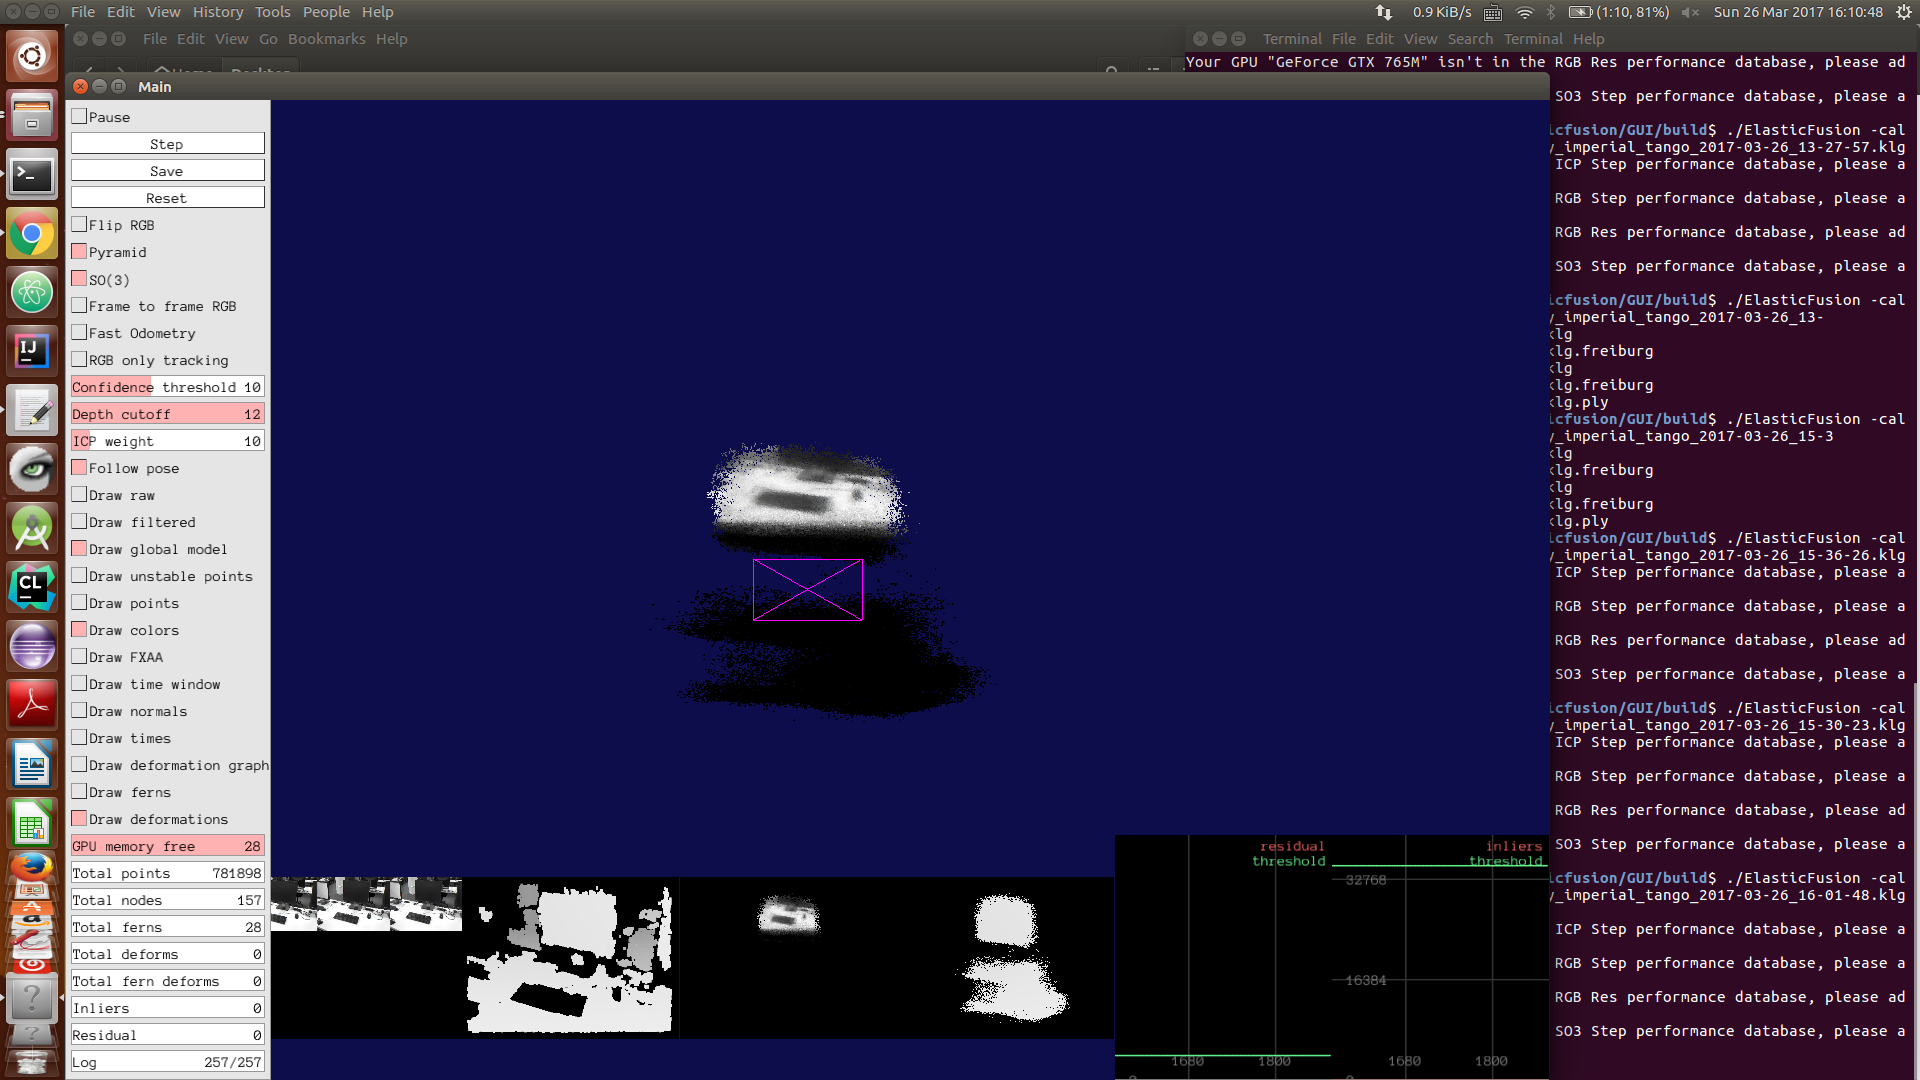 File Edit View History Tools People Help
0.9 KiB/s (1:10, 81%) Sun 26 Mar 2017 16:10:48
File Edit View Go Bookmarks Help
Terminal File Edit View Search Terminal Help
Your GPU "GeForce GTX 765M" isn't in the RGB Res performance database, please ad
Main
Pause
Step
Save
Reset
Flip RGB
Pyramid
SO(3)
Frame to frame RGB
Fast Odometry
RGB only tracking
Confidence threshold 10
Depth cutoff 12
ICP weight 10
Follow pose
Draw raw
Draw filtered
Draw global model
Draw unstable points
Draw points
Draw colors
Draw FXAA
Draw time window
Draw normals
Draw times
Draw deformation graph
Draw ferns
Draw deformations
GPU memory free 28
Total points 781898
Total nodes 157
Total ferns 28
Total deforms 0
Total fern deforms 0
Inliers 0
Residual 0
Log 257/257
residual
threshold
1680 1800
inliers
threshold
32768
16384
1680 1800
SO3 Step performance database, please a
icfusion/GUI/build$ ./ElasticFusion -cal
y_imperial_tango_2017-03-26_13-27-57.klg
ICP Step performance database, please a
RGB Step performance database, please a
RGB Res performance database, please ad
SO3 Step performance database, please a
icfusion/GUI/build$ ./ElasticFusion -cal
y_imperial_tango_2017-03-26_13-
klg
klg.freiburg
klg
klg.freiburg
klg.ply
icfusion/GUI/build$ ./ElasticFusion -cal
y_imperial_tango_2017-03-26_15-3
klg
klg.freiburg
klg
klg.freiburg
klg.ply
icfusion/GUI/build$ ./ElasticFusion -cal
y_imperial_tango_2017-03-26_15-36-26.klg
ICP Step performance database, please a
RGB Step performance database, please a
RGB Res performance database, please ad
SO3 Step performance database, please a
icfusion/GUI/build$ ./ElasticFusion -cal
y_imperial_tango_2017-03-26_15-30-23.klg
ICP Step performance database, please a
RGB Step performance database, please a
RGB Res performance database, please ad
SO3 Step performance database, please a
icfusion/GUI/build$ ./ElasticFusion -cal
y_imperial_tango_2017-03-26_16-01-48.klg
ICP Step performance database, please a
RGB Step performance database, please a
RGB Res performance database, please ad
SO3 Step performance database, please a